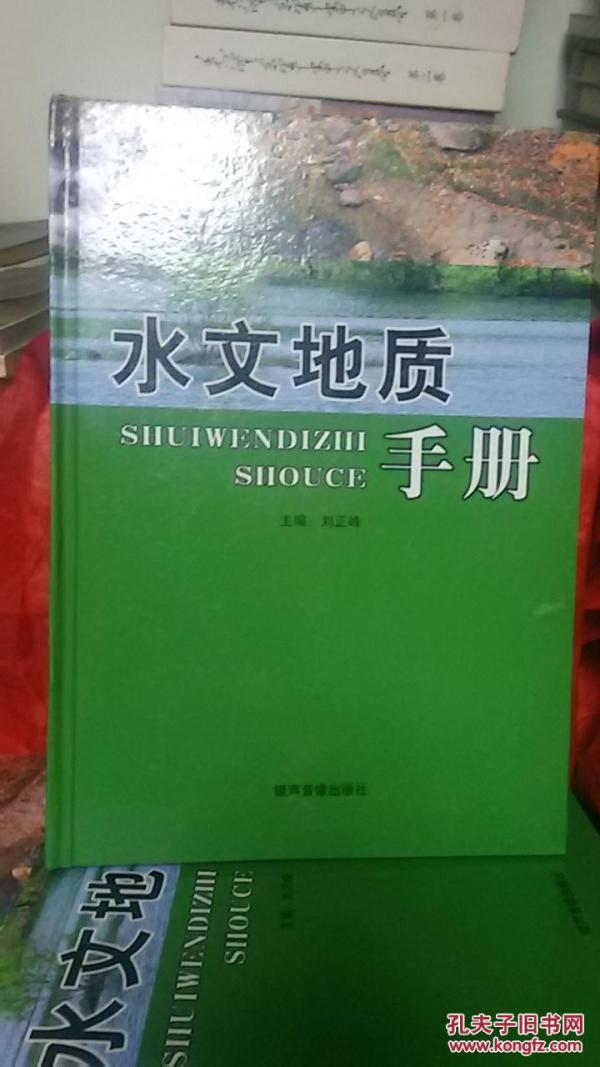 水文地质
SHUIWENDIZHI
SHOUCE
手册
主编：刘正峰
银声音像出版社
水文地
SHUIWENDIZHI
SHOUCE
孔夫子旧书网
www.kongfz.com